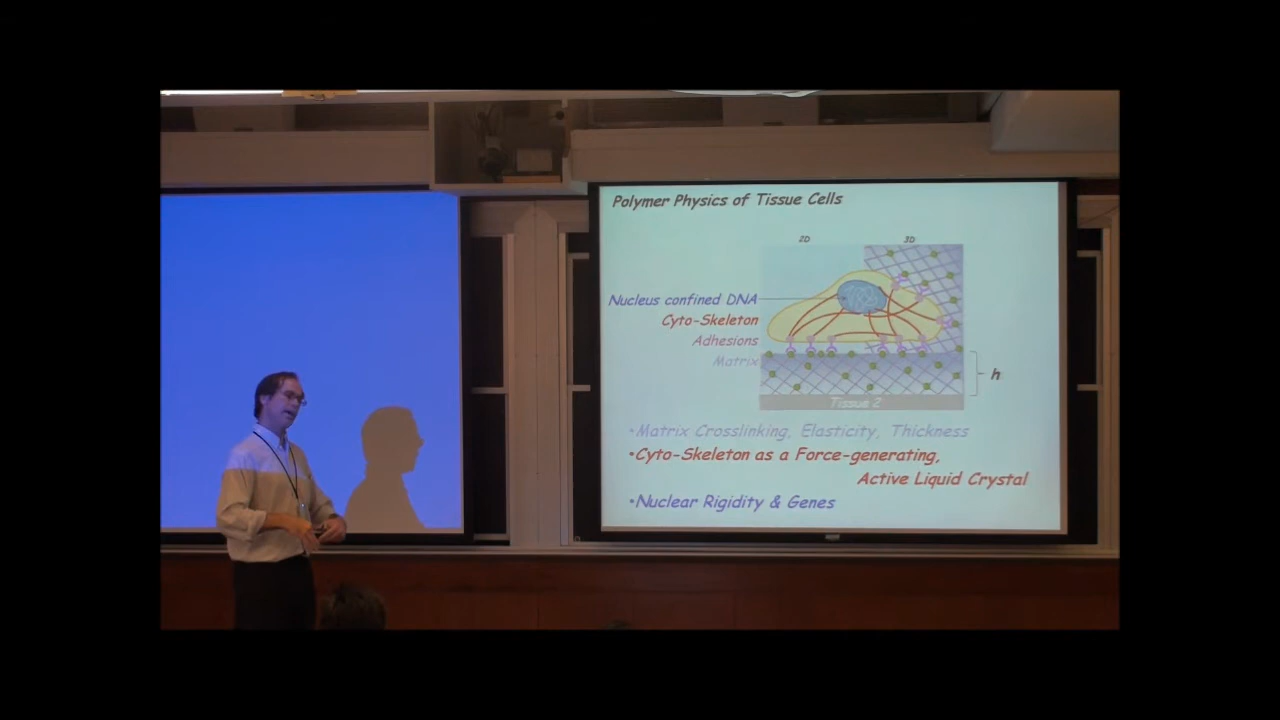 Polymer Physics of Tissue Cells
2D 3D
Nucleus confined DNA
Cyto-Skeleton
Adhesions
Matrix
h
Tissue 2
•Matrix Crosslinking, Elasticity, Thickness
•Cyto-Skeleton as a Force-generating,
Active Liquid Crystal
•Nuclear Rigidity & Genes